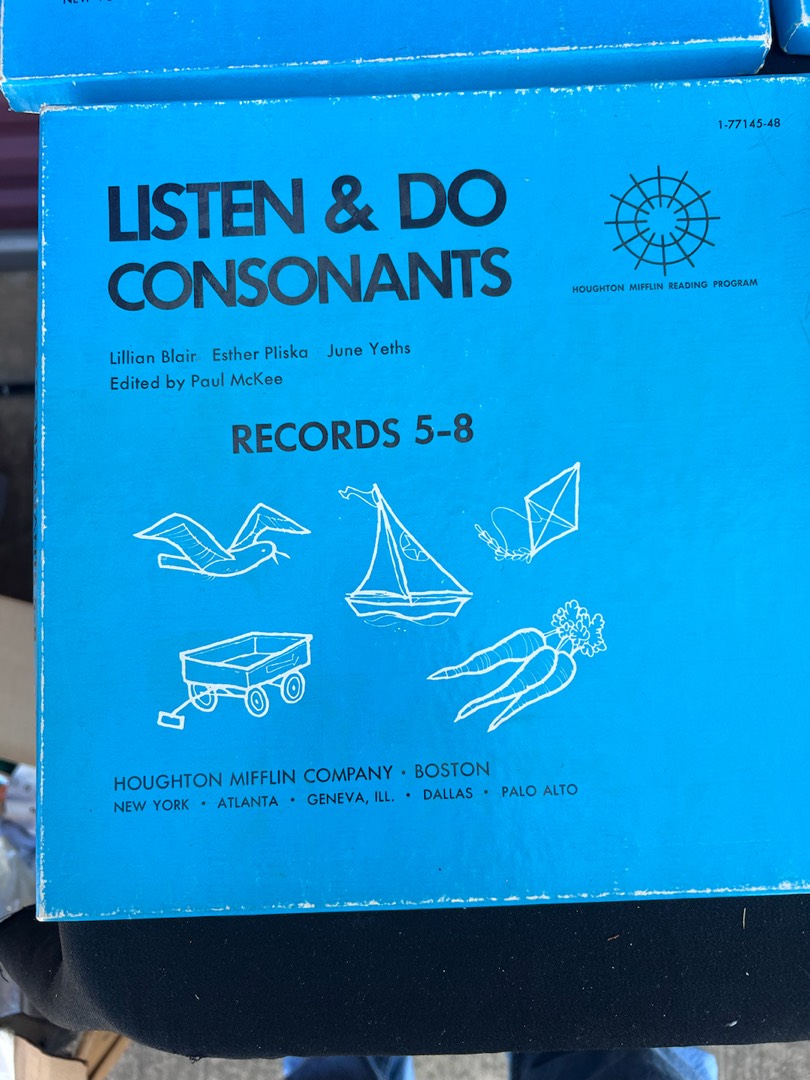 1-77145-48
LISTEN & DO
CONSONANTS
HOUGHTON MIFFLIN READING PROGRAM
Lillian Blair Esther Pliska June Yeths
Edited by Paul McKee
RECORDS 5-8
HOUGHTON MIFFLIN COMPANY · BOSTON
NEW YORK · ATLANTA · GENEVA, ILL. · DALLAS · PALO ALTO